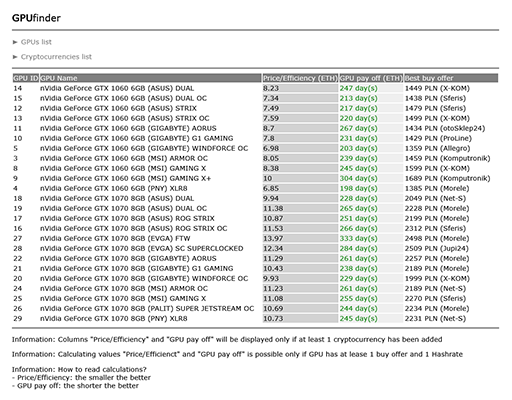 GPUfinder
► GPUs list
► Cryptocurrencies list
GPU ID GPU Name Price/Efficiency (ETH) GPU pay off (ETH) Best buy offer
14 nVidia GeForce GTX 1060 6GB (ASUS) DUAL 8.23 247 day(s) 1449 PLN (X-KOM)
15 nVidia GeForce GTX 1060 6GB (ASUS) DUAL OC 7.34 213 day(s) 1438 PLN (Sferis)
12 nVidia GeForce GTX 1060 6GB (ASUS) STRIX 7.49 217 day(s) 1499 PLN (Sferis)
13 nVidia GeForce GTX 1060 6GB (ASUS) STRIX OC 7.59 220 day(s) 1499 PLN (X-KOM)
11 nVidia GeForce GTX 1060 6GB (GIGABYTE) AORUS 8.7 267 day(s) 1434 PLN (otoSklep24)
10 nVidia GeForce GTX 1060 6GB (GIGABYTE) G1 GAMING 7.8 231 day(s) 1429 PLN (ProLine)
5 nVidia GeForce GTX 1060 6GB (GIGABYTE) WINDFORCE OC 6.98 203 day(s) 1359 PLN (Allegro)
3 nVidia GeForce GTX 1060 6GB (MSI) ARMOR OC 8.05 239 day(s) 1459 PLN (Komputronik)
8 nVidia GeForce GTX 1060 6GB (MSI) GAMING X 8.38 245 day(s) 1599 PLN (X-KOM)
9 nVidia GeForce GTX 1060 6GB (MSI) GAMING X+ 10 304 day(s) 1689 PLN (Komputronik)
4 nVidia GeForce GTX 1060 6GB (PNY) XLR8 6.85 198 day(s) 1385 PLN (Morele)
18 nVidia GeForce GTX 1070 8GB (ASUS) DUAL 9.94 228 day(s) 2049 PLN (Net-S)
19 nVidia GeForce GTX 1070 8GB (ASUS) DUAL OC 11.38 265 day(s) 2228 PLN (Morele)
17 nVidia GeForce GTX 1070 8GB (ASUS) ROG STRIX 10.87 251 day(s) 2199 PLN (Morele)
16 nVidia GeForce GTX 1070 8GB (ASUS) ROG STRIX OC 11.53 266 day(s) 2312 PLN (Sferis)
27 nVidia GeForce GTX 1070 8GB (EVGA) FTW 13.97 333 day(s) 2498 PLN (Morele)
28 nVidia GeForce GTX 1070 8GB (EVGA) SC SUPERCLOCKED 12.34 284 day(s) 2509 PLN (Jupi24)
22 nVidia GeForce GTX 1070 8GB (GIGABYTE) AORUS 11.29 261 day(s) 2257 PLN (Morele)
21 nVidia GeForce GTX 1070 8GB (GIGABYTE) G1 GAMING 10.43 238 day(s) 2189 PLN (Morele)
20 nVidia GeForce GTX 1070 8GB (GIGABYTE) WINDFORCE OC 9.93 229 day(s) 1999 PLN (X-KOM)
24 nVidia GeForce GTX 1070 8GB (MSI) ARMOR OC 11.23 261 day(s) 2189 PLN (Net-S)
25 nVidia GeForce GTX 1070 8GB (MSI) GAMING X 11.08 255 day(s) 2270 PLN (Sferis)
26 nVidia GeForce GTX 1070 8GB (PALIT) SUPER JETSTREAM OC 10.69 244 day(s) 2234 PLN (Morele)
29 nVidia GeForce GTX 1070 8GB (PNY) XLR8 10.73 245 day(s) 2231 PLN (Net-S)
Information: Columns "Price/Efficiency" and "GPU pay off" will be displayed only if at least 1 cryptocurrency has been added
Information: Calculating values "Price/Efficienct" and "GPU pay off" is possible only if GPU has at lease 1 buy offer and 1 Hashrate
Information: How to read calculations?
- Price/Efficiency: the smaller the better
- GPU pay off: the shorter the better